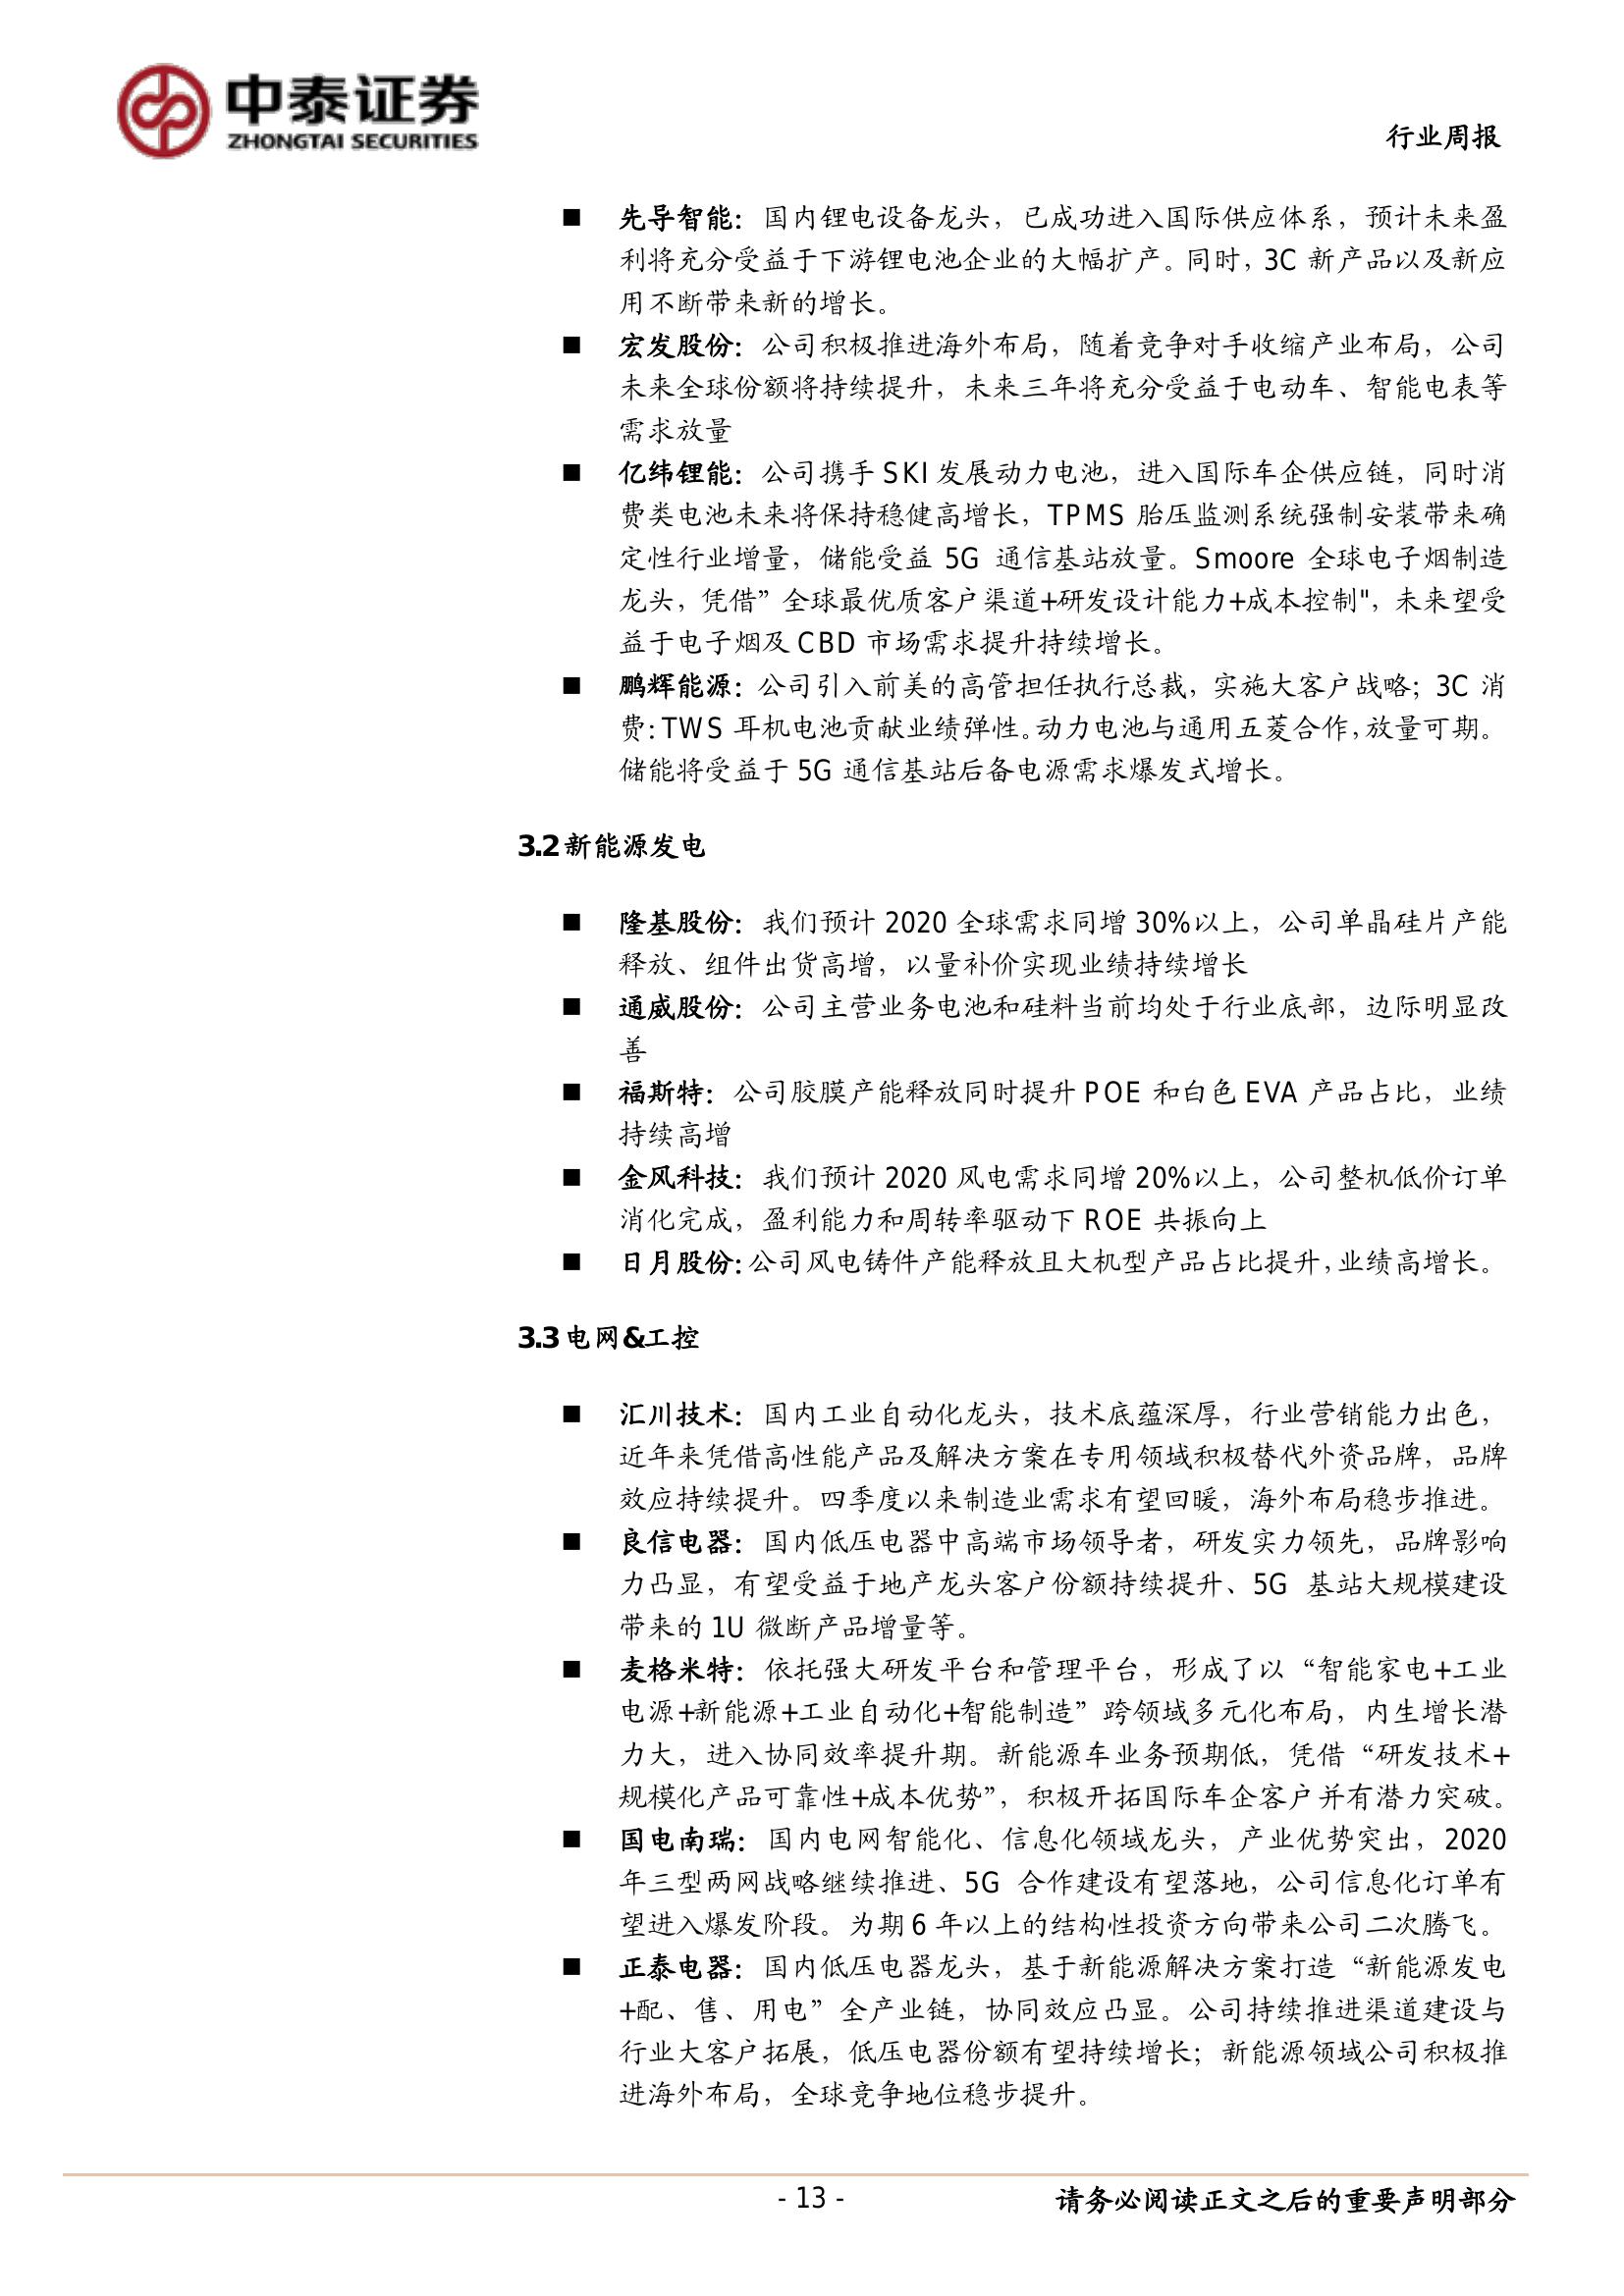 中泰证券
ZHONGTAI SECURITIES
行业周报
■ 先导智能：国内锂电设备龙头，已成功进入国际供应体系，预计未来盈
利将充分受益于下游锂电池企业的大幅扩产。同时，3C 新产品以及新应
用不断带来新的增长。
■ 宏发股份：公司积极推进海外布局，随着竞争对手收缩产业布局，公司
未来全球份额将持续提升，未来三年将充分受益于电动车、智能电表等
需求放量
■ 亿纬锂能：公司携手 SKI 发展动力电池，进入国际车企供应链，同时消
费类电池未来将保持稳健高增长，TPMS 胎压监测系统强制安装带来确
定性行业增量，储能受益 5G 通信基站放量。Smoore 全球电子烟制造
龙头，凭借”全球最优质客户渠道+研发设计能力+成本控制"，未来望受
益于电子烟及 CBD 市场需求提升持续增长。
■ 鹏辉能源：公司引入前美的高管担任执行总裁，实施大客户战略；3C 消
费：TWS 耳机电池贡献业绩弹性。动力电池与通用五菱合作，放量可期。
储能将受益于 5G 通信基站后备电源需求爆发式增长。
3.2 新能源发电
■ 隆基股份：我们预计 2020 全球需求同增 30%以上，公司单晶硅片产能
释放、组件出货高增，以量补价实现业绩持续增长
■ 通威股份：公司主营业务电池和硅料当前均处于行业底部，边际明显改
善
■ 福斯特：公司胶膜产能释放同时提升 POE 和白色 EVA 产品占比，业绩
持续高增
■ 金风科技：我们预计 2020 风电需求同增 20%以上，公司整机低价订单
消化完成，盈利能力和周转率驱动下 ROE 共振向上
■ 日月股份：公司风电铸件产能释放且大机型产品占比提升，业绩高增长。
3.3 电网&工控
■ 汇川技术：国内工业自动化龙头，技术底蕴深厚，行业营销能力出色，
近年来凭借高性能产品及解决方案在专用领域积极替代外资品牌，品牌
效应持续提升。四季度以来制造业需求有望回暖，海外布局稳步推进。
■ 良信电器：国内低压电器中高端市场领导者，研发实力领先，品牌影响
力凸显，有望受益于地产龙头客户份额持续提升、5G 基站大规模建设
带来的 1U 微断产品增量等。
■ 麦格米特：依托强大研发平台和管理平台，形成了以“智能家电+工业
电源+新能源+工业自动化+智能制造”跨领域多元化布局，内生增长潜
力大，进入协同效率提升期。新能源车业务预期低，凭借“研发技术+
规模化产品可靠性+成本优势”，积极开拓国际车企客户并有潜力突破。
■ 国电南瑞：国内电网智能化、信息化领域龙头，产业优势突出，2020
年三型两网战略继续推进、5G 合作建设有望落地，公司信息化订单有
望进入爆发阶段。为期 6 年以上的结构性投资方向带来公司二次腾飞。
■ 正泰电器：国内低压电器龙头，基于新能源解决方案打造“新能源发电
+配、售、用电”全产业链，协同效应凸显。公司持续推进渠道建设与
行业大客户拓展，低压电器份额有望持续增长；新能源领域公司积极推
进海外布局，全球竞争地位稳步提升。
- 13 -
请务必阅读正文之后的重要声明部分